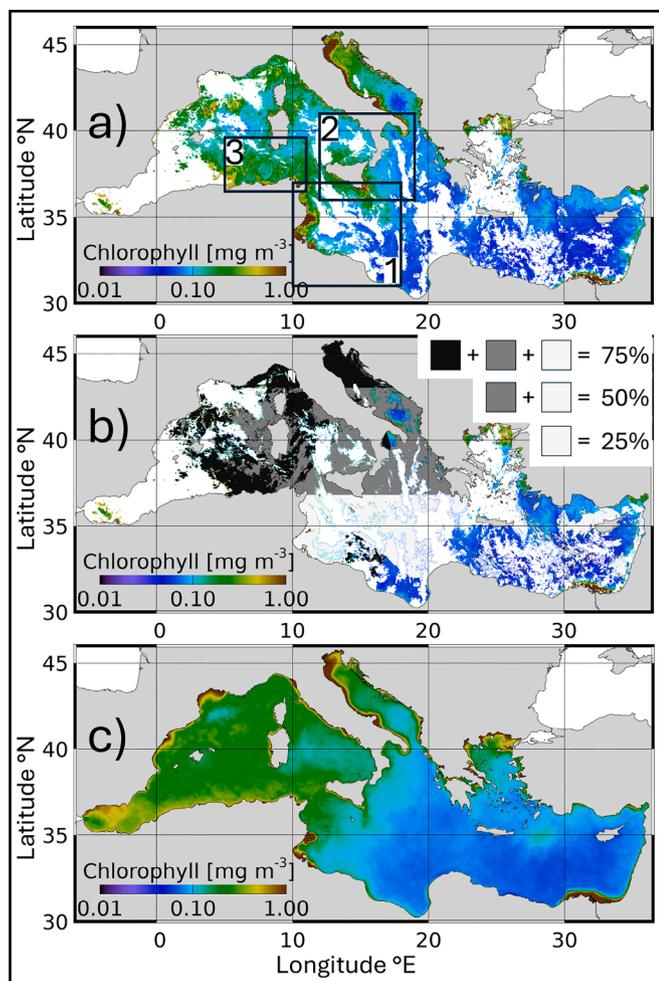 45
a)
2
40
3
35
Chlorophyll [mg m-3]
1
0.01 0.10 1.00
30
0 10 20 30
Latitude °N
45
+ + = 75%
+ = 50%
= 25%
b)
40
35
Chlorophyll [mg m-3]
0.01 0.10 1.00
30
0 10 20 30
Latitude °N
45
c)
40
35
Chlorophyll [mg m-3]
0.01 0.10 1.00
30
0 10 20 30
Latitude °N
Longitude °E